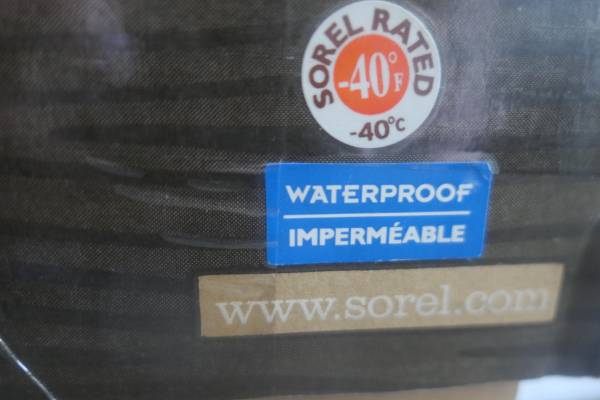 SOREL RATED
-40°F
-40°C
WATERPROOF
IMPERMÉABLE
www.sorel.com